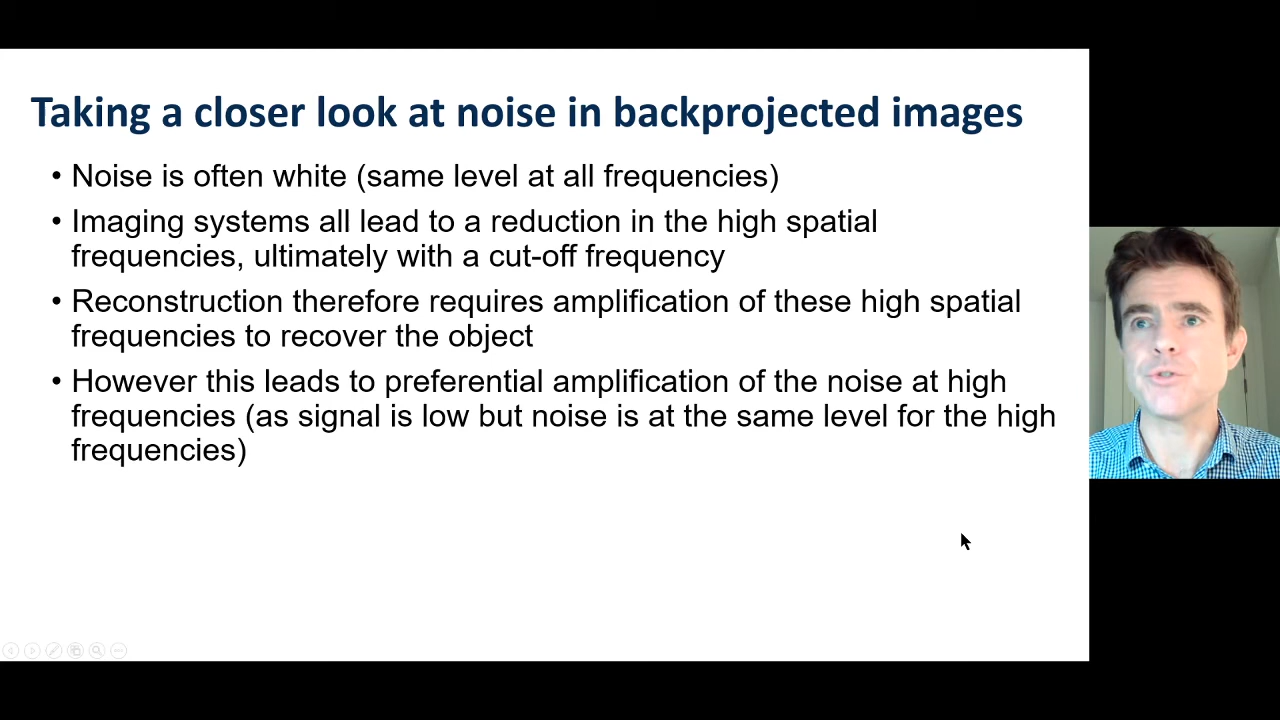 Taking a closer look at noise in backprojected images
• Noise is often white (same level at all frequencies)
• Imaging systems all lead to a reduction in the high spatial
frequencies, ultimately with a cut-off frequency
• Reconstruction therefore requires amplification of these high spatial
frequencies to recover the object
• However this leads to preferential amplification of the noise at high
frequencies (as signal is low but noise is at the same level for the high
frequencies)